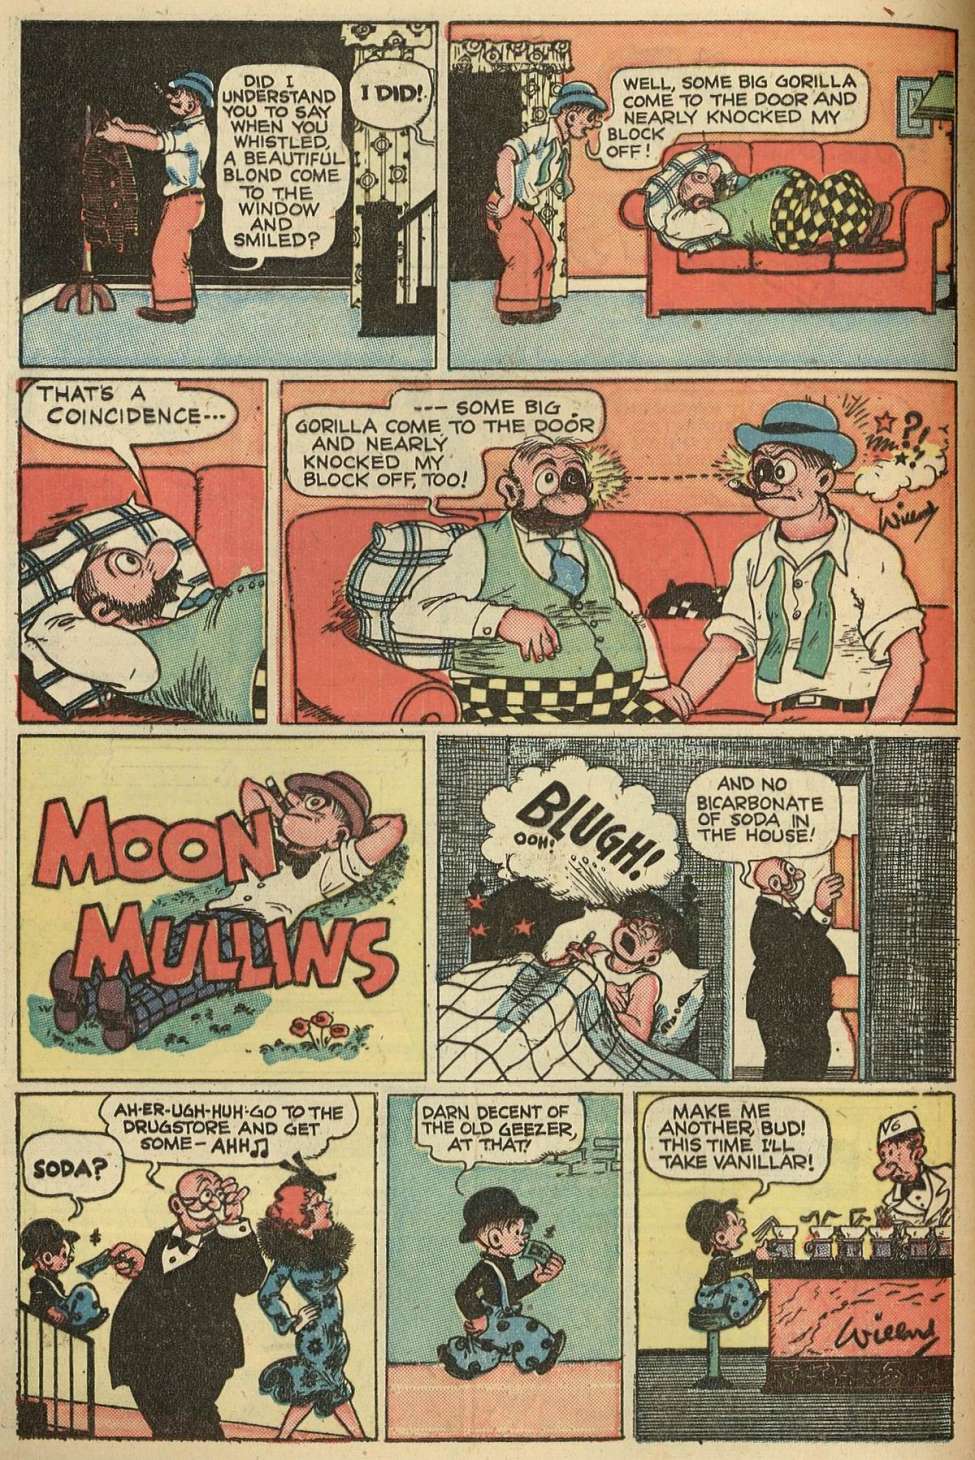 DID I
UNDERSTAND
YOU TO SAY
WHEN YOU
WHISTLED,
A BEAUTIFUL
BLOND COME
TO THE
WINDOW
AND
SMILED?
I DID!
WELL, SOME BIG GORILLA
COME TO THE DOOR AND
NEARLY KNOCKED MY
BLOCK
OFF!
THAT'S A
COINCIDENCE---
--- SOME BIG
GORILLA COME TO THE DOOR
AND NEARLY
KNOCKED MY
BLOCK OFF, TOO!
?!
!
Willard
MOON
MULLINS
BLUGH!
OOH!
AND NO
BICARBONATE
OF SODA IN
THE HOUSE!
SODA?
AH-ER-UGH-HUH-GO TO THE
DRUGSTORE AND GET
SOME- AHH♫
$
DARN DECENT OF
THE OLD GEEZER,
AT THAT!
$
MAKE ME
ANOTHER, BUD!
THIS TIME I'LL
TAKE VANILLAR!
Willard